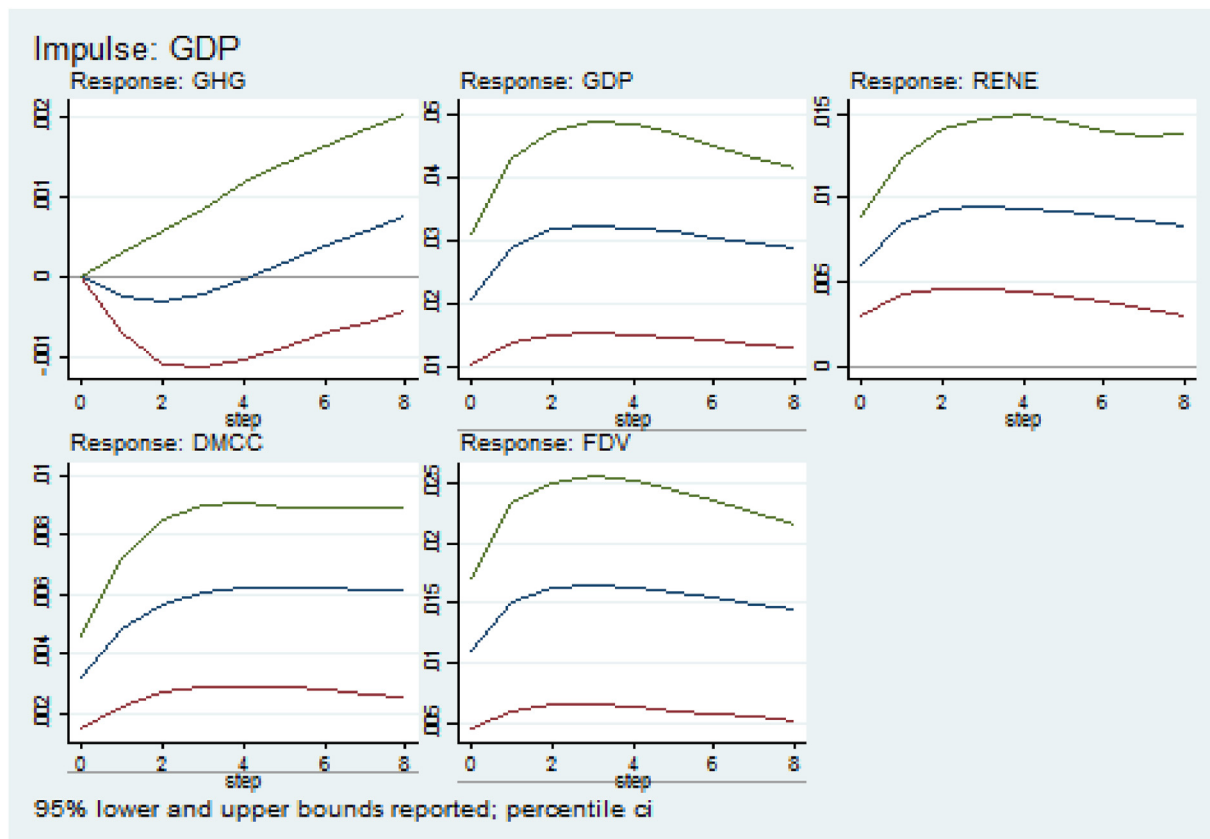 Impulse: GDP
Response: GHG
Response: GDP
Response: RENE
.002
.001
0
-.001
.05
.04
.03
.02
.01
.015
.01
.005
0
0 2 4 6 8
step
0 2 4 6 8
step
0 2 4 6 8
step
Response: DMCC
Response: FDV
.01
.008
.006
.004
.002
.025
.02
.015
.01
.005
0 2 4 6 8
step
0 2 4 6 8
step
95% lower and upper bounds reported; percentile ci